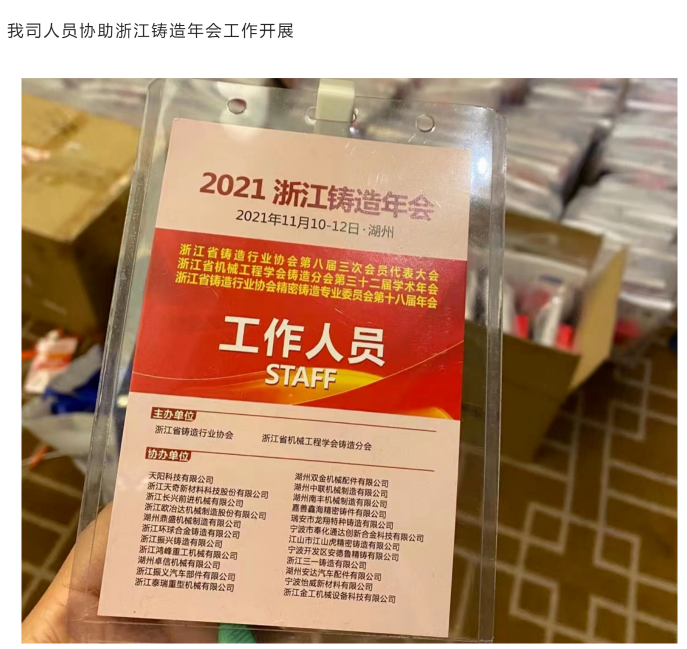 我司人员协助浙江铸造年会工作开展
2021 浙江铸造年会
2021年11月10-12日·湖州
浙江省铸造行业协会第八届三次会员代表大会
浙江省机械工程学会铸造分会第三十二届学术年会
浙江省铸造行业协会精密铸造专业委员会第十八届年会
工作人员
STAFF
主办单位
浙江省铸造行业协会 浙江省机械工程学会铸造分会
协办单位
天阳科技有限公司
浙江天奇新材料科技股份有限公司
浙江长兴前进机械有限公司
浙江欧冶达机械制造股份有限公司
湖州鼎盛机械制造有限公司
浙江环球合金铸造有限公司
浙江振兴铸造有限公司
浙江鸿峰重工机械有限公司
湖州卓信机械有限公司
浙江振义汽车部件有限公司
浙江泰瑞重型机械有限公司
湖州双金机械配件有限公司
湖州中联机械制造有限公司
湖州南丰机械制造有限公司
嘉善鑫海精密铸件有限公司
瑞安市龙翔特种铸造有限公司
宁波市奉化通达创新合金科技有限公司
江山市江山虎精密铸造有限公司
宁波开发区安德鲁精铸有限公司
浙江三一铸造有限公司
湖州安达汽车配件有限公司
宁波怡威新材料有限公司
浙江金工机械设备科技有限公司